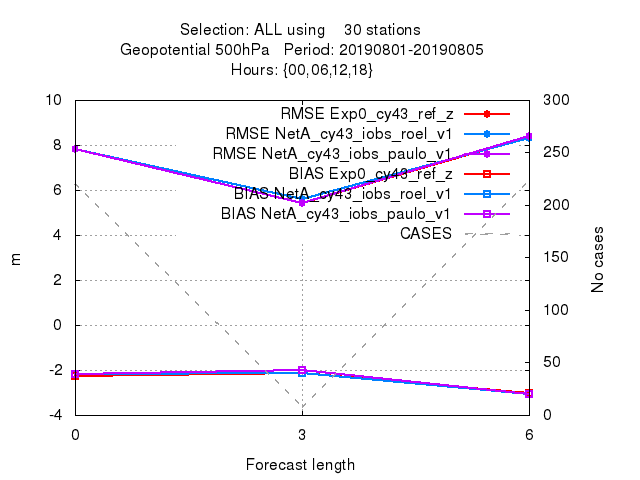 Selection: ALL using    30 stations
Geopotential 500hPa   Period: 20190801-20190805
Hours: {00,06,12,18}
RMSE Exp0_cy43_ref_z
RMSE NetA_cy43_iobs_roel_v1
RMSE NetA_cy43_iobs_paulo_v1
BIAS Exp0_cy43_ref_z
BIAS NetA_cy43_iobs_roel_v1
BIAS NetA_cy43_iobs_paulo_v1
CASES
10
8
6
4
2
0
-2
-4
m
300
250
200
150
100
50
0
No cases
0 3 6
Forecast length